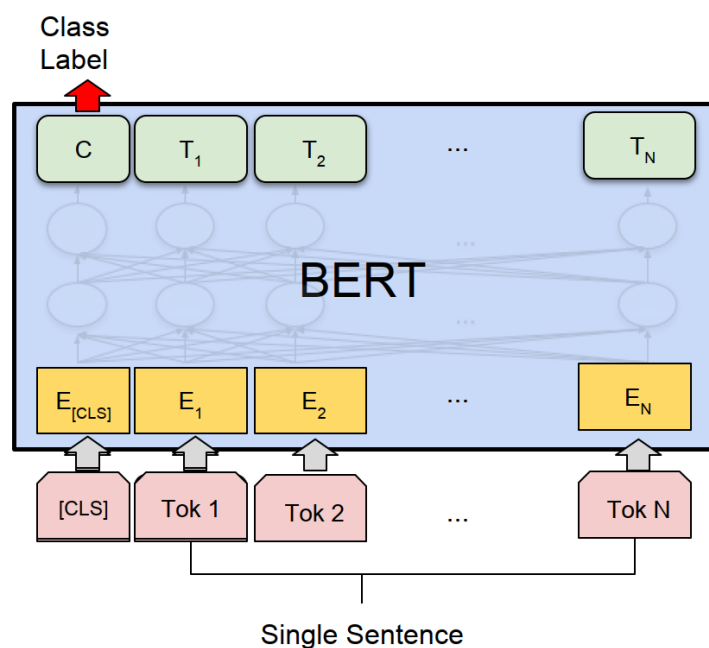 Class
Label
C T1 T2 ... TN
...
BERT
...
E[CLS] E1 E2 ... EN
[CLS] Tok 1 Tok 2 ... Tok N
Single Sentence